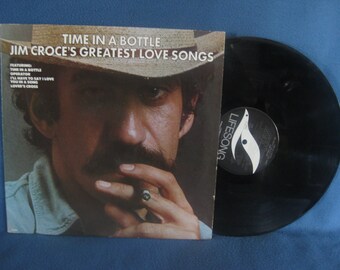 TIME IN A BOTTLE
JIM CROCE'S GREATEST LOVE SONGS
FEATURING:
TIME IN A BOTTLE
OPERATOR
I'LL HAVE TO SAY I LOVE
YOU IN A SONG
LOVER'S CROSS
LIFESONG